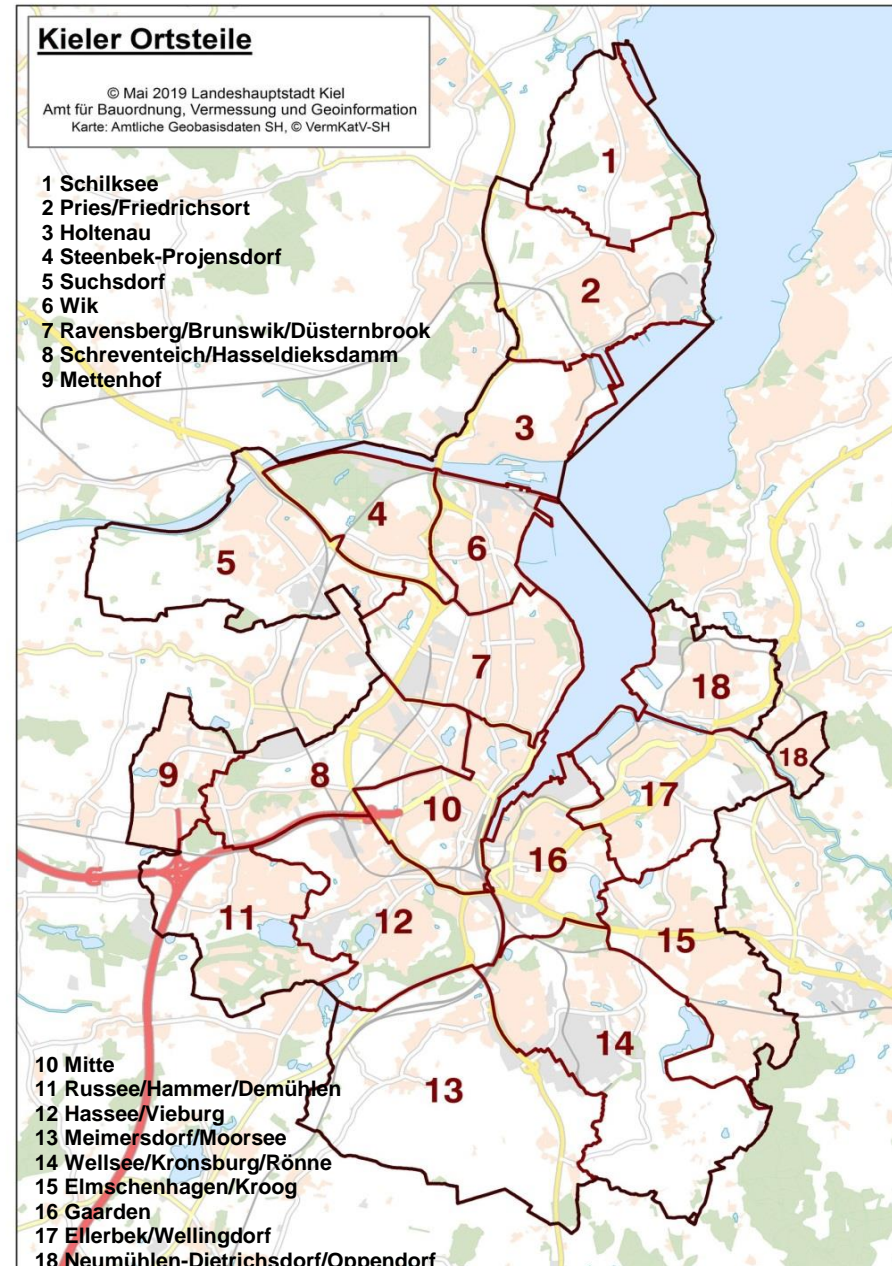 Kieler Ortsteile
© Mai 2019 Landeshauptstadt Kiel
Amt für Bauordnung, Vermessung und Geoinformation
Karte: Amtliche Geobasisdaten SH, © VermKatV-SH
1 Schilksee
2 Pries/Friedrichsort
3 Holtenau
4 Steenbek-Projensdorf
5 Suchsdorf
6 Wik
7 Ravensberg/Brunswik/Düsternbrook
8 Schreventeich/Hasseldieksdamm
9 Mettenhof
1
2
3
4
5
6
7
18
18
9
8
10
17
16
11
12
15
14
13
10 Mitte
11 Russee/Hammer/Demühlen
12 Hassee/Vieburg
13 Meimersdorf/Moorsee
14 Wellsee/Kronsburg/Rönne
15 Elmschenhagen/Kroog
16 Gaarden
17 Ellerbek/Wellingdorf
18 Neumühlen-Dietrichsdorf/Oppendorf